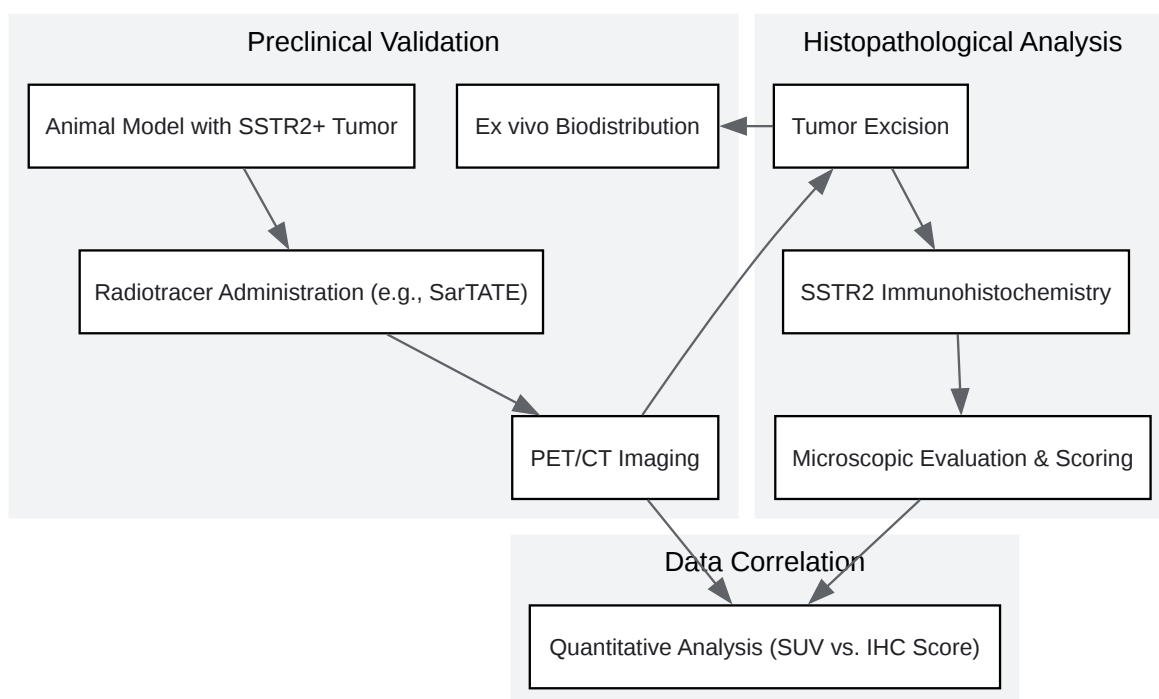 Preclinical Validation
Histopathological Analysis
Animal Model with SSTR2+ Tumor
Ex vivo Biodistribution
Tumor Excision
Radiotracer Administration (e.g., SarTATE)
SSTR2 Immunohistochemistry
PET/CT Imaging
Microscopic Evaluation & Scoring
Data Correlation
Quantitative Analysis (SUV vs. IHC Score)